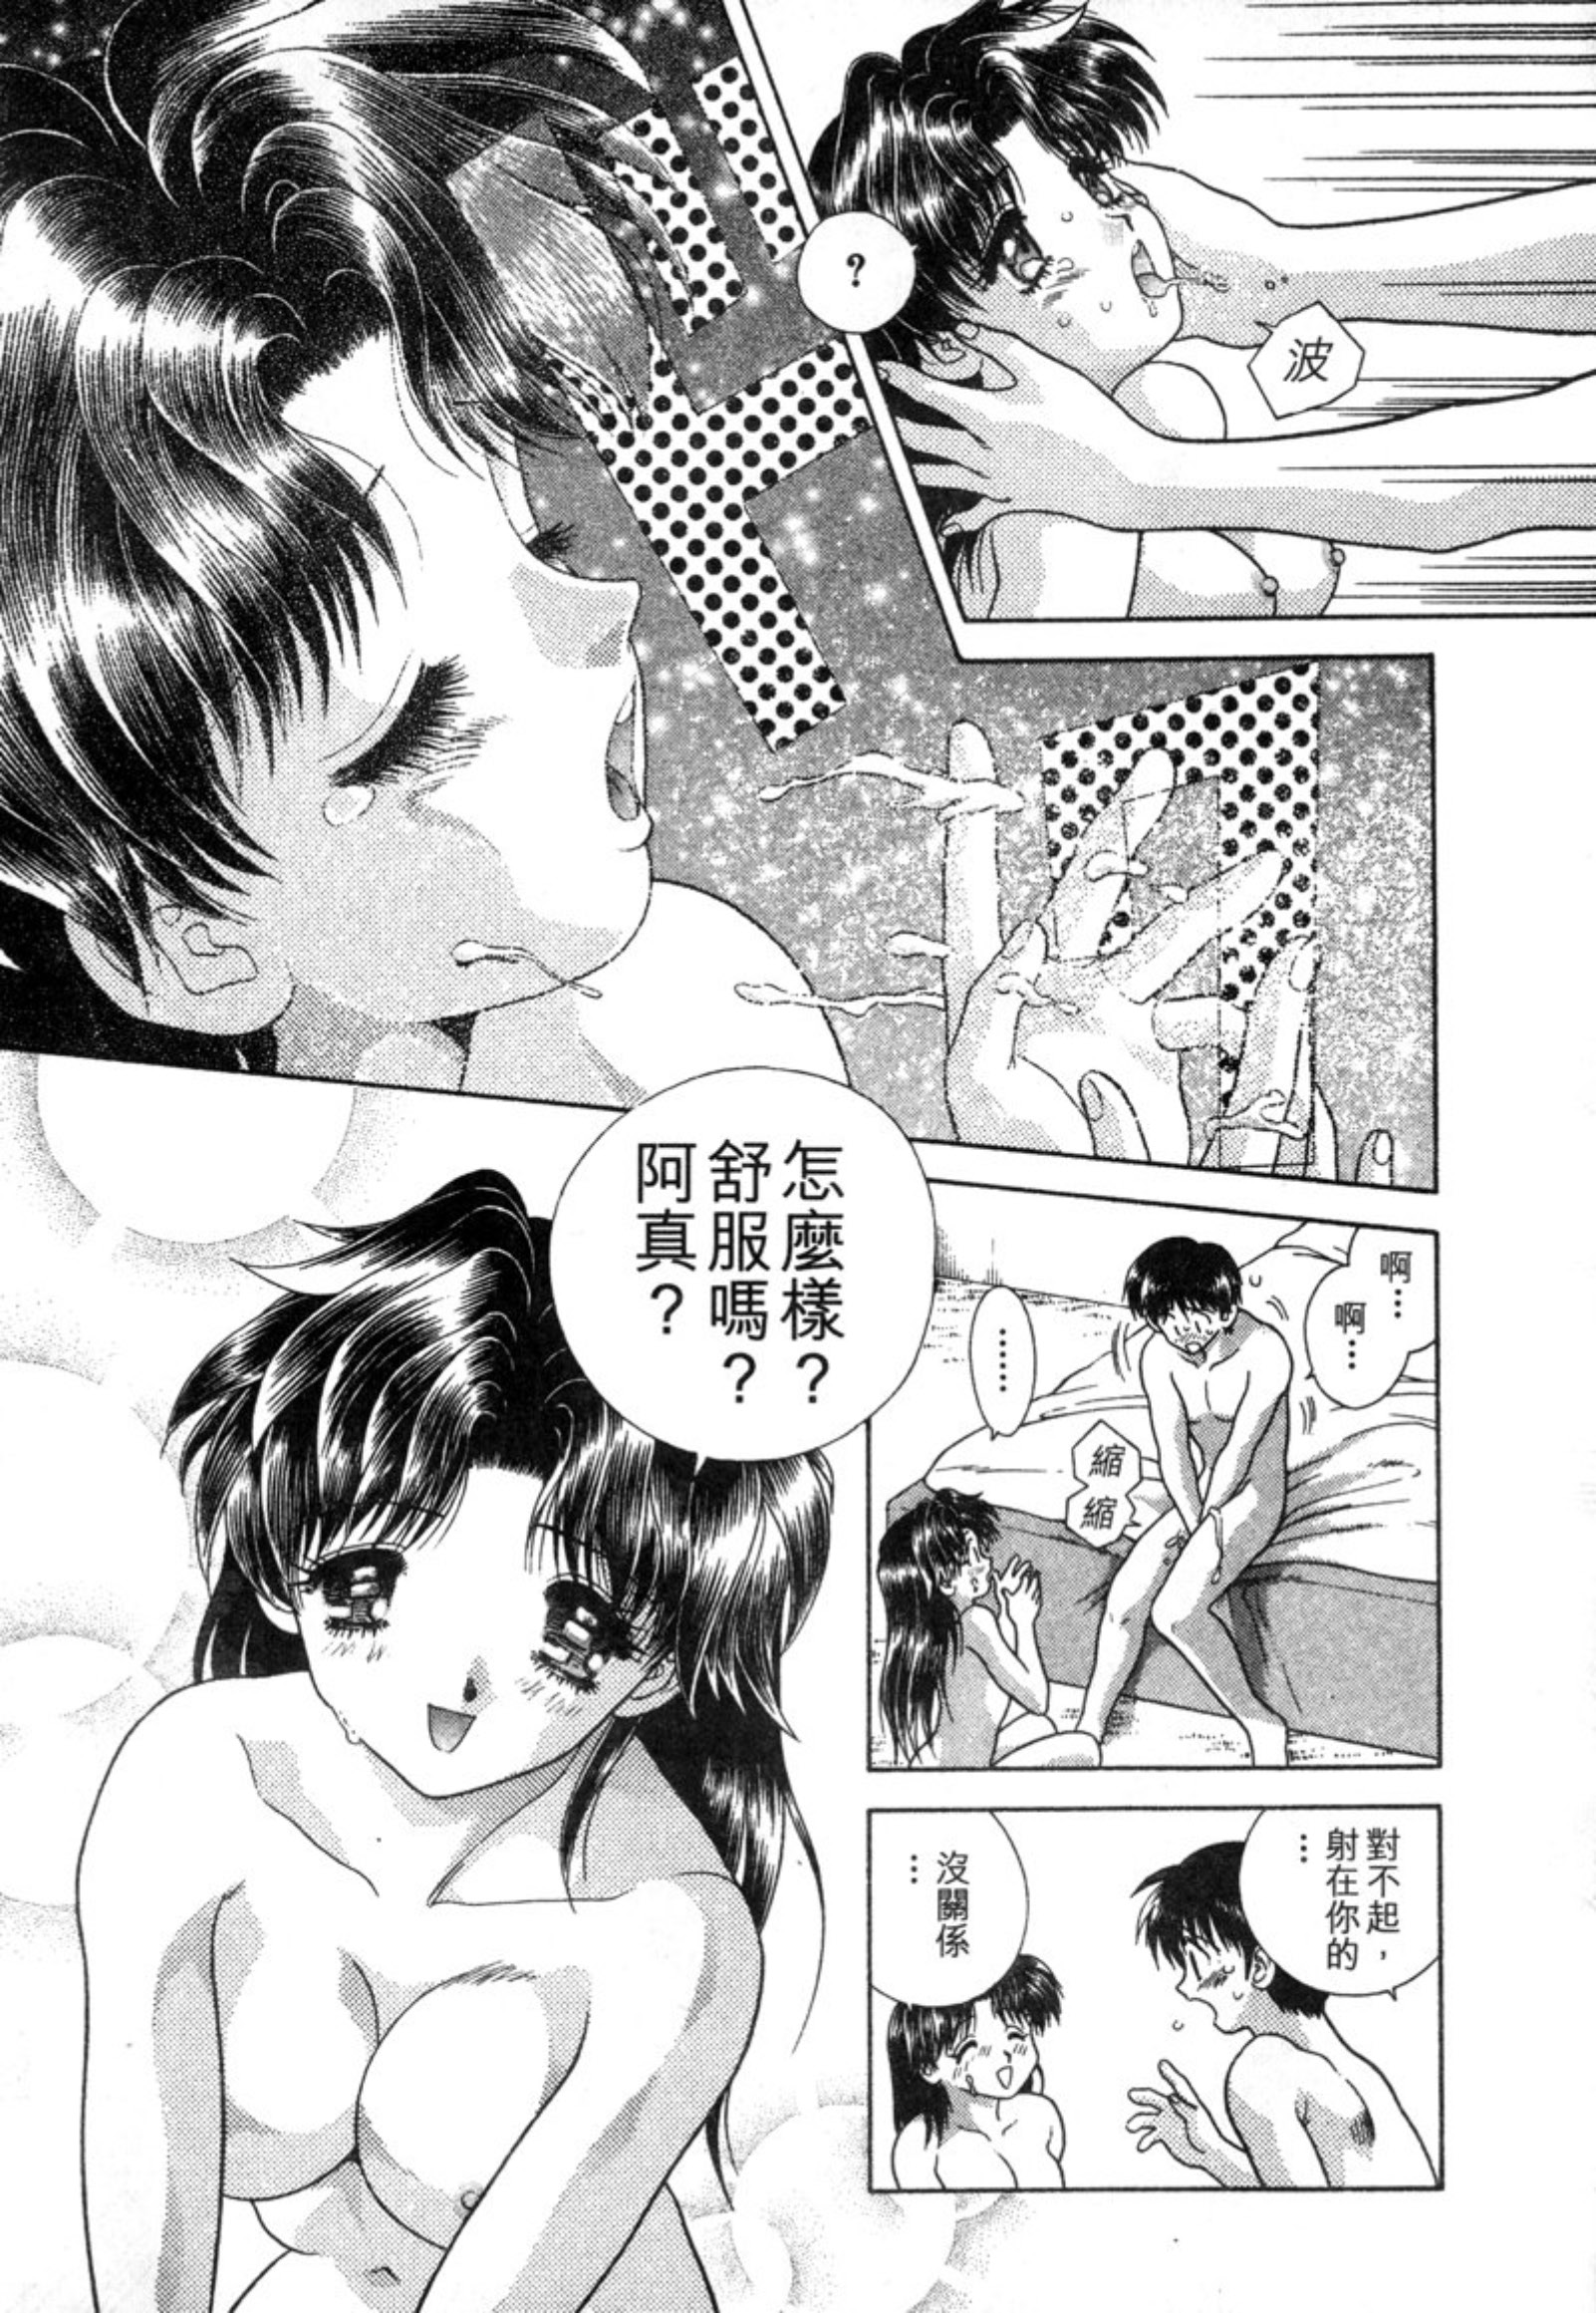 波
？
啊…
啊…
……
縮
縮
對不起，
射在你的
…
沒關係
…
怎麼樣？
舒服嗎？
阿真？